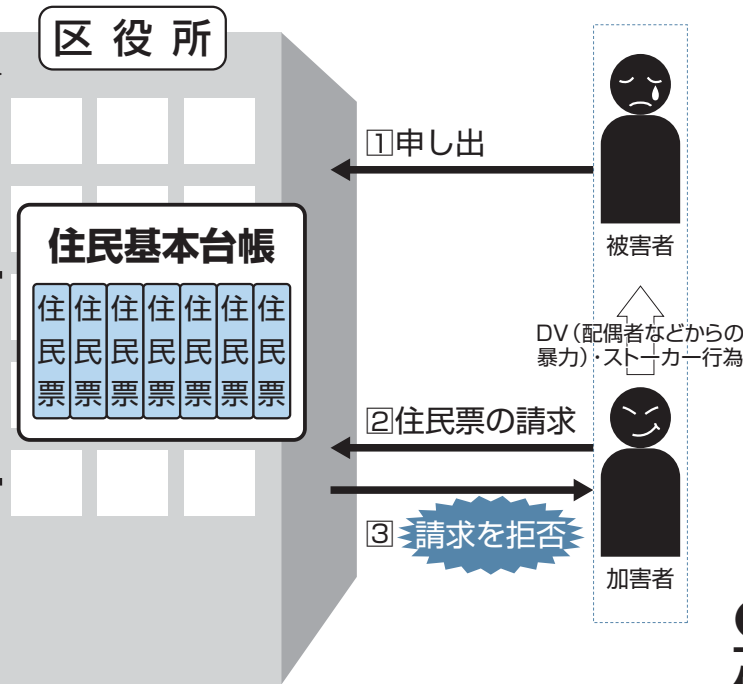 区役所
1申し出
住民基本台帳
住民票 住民票 住民票 住民票 住民票 住民票 住民票
被害者
DV（配偶者などからの
暴力）・ストーカー行為
2住民票の請求
3請求を拒否
加害者